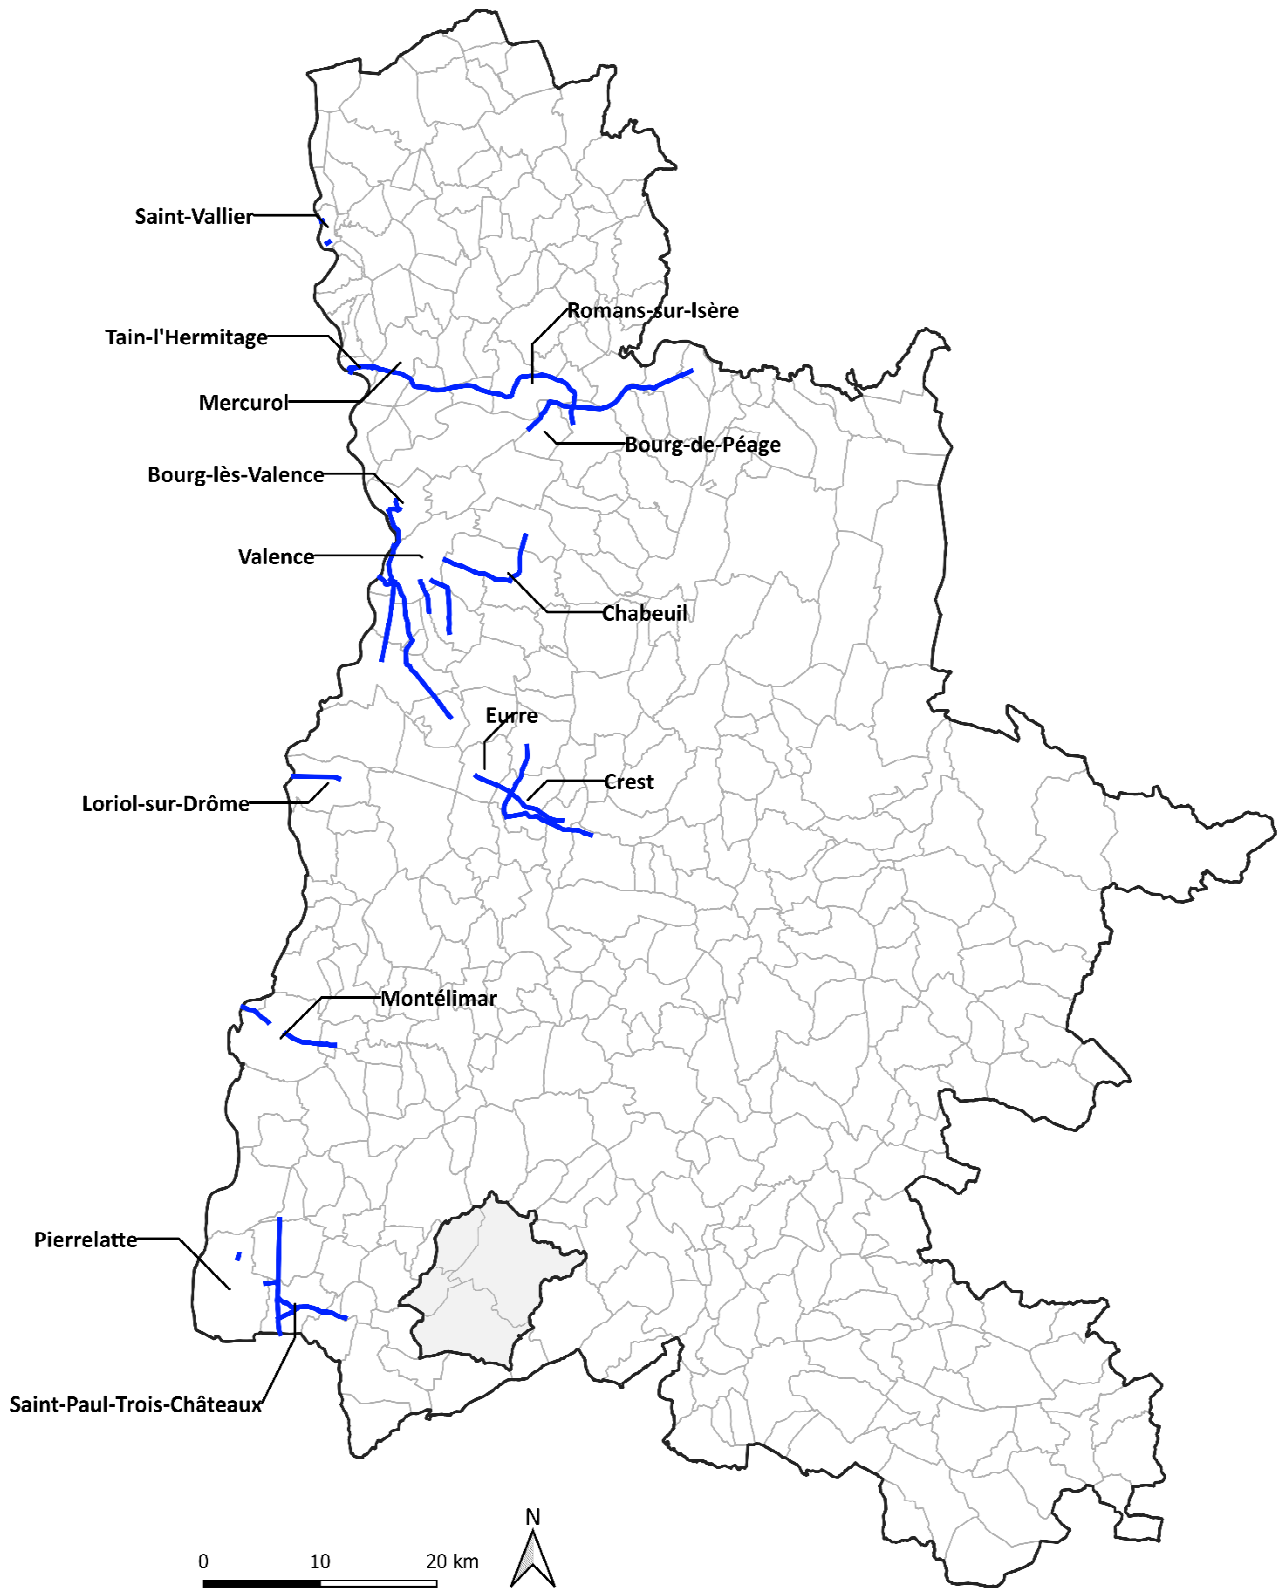 Saint-Vallier
Romans-sur-Isère
Tain-l'Hermitage
Mercurol
Bourg-de-Péage
Bourg-lès-Valence
Valence
Chabeuil
Eurre
Crest
Loriol-sur-Drôme
Montélimar
Pierrelatte
Saint-Paul-Trois-Châteaux
N
0 10 20 km